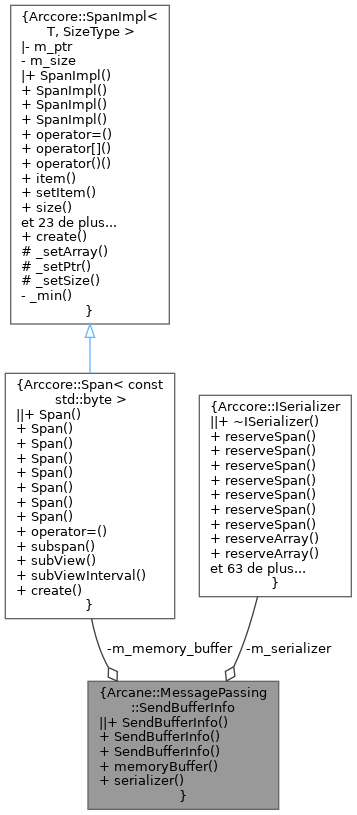 {Arccore::SpanImpl<
T, SizeType >
|- m_ptr
- m_size
|+ SpanImpl()
+ SpanImpl()
+ SpanImpl()
+ SpanImpl()
+ operator=()
+ operator[]()
+ operator()()
+ item()
+ setItem()
+ size()
et 23 de plus...
+ create()
# _setArray()
# _setPtr()
# _setSize()
- _min()
}
{Arccore::Span< const
std::byte >
||+ Span()
+ Span()
+ Span()
+ Span()
+ Span()
+ Span()
+ Span()
+ Span()
+ operator=()
+ subspan()
+ subView()
+ subViewInterval()
+ create()
}
{Arccore::ISerializer
||+ ~ISerializer()
+ reserveSpan()
+ reserveSpan()
+ reserveSpan()
+ reserveSpan()
+ reserveSpan()
+ reserveSpan()
+ reserveSpan()
+ reserveArray()
+ reserveArray()
et 63 de plus...
}
-m_memory_buffer
-m_serializer
{Arcane::MessagePassing
::SendBufferInfo
||+ SendBufferInfo()
+ SendBufferInfo()
+ SendBufferInfo()
+ memoryBuffer()
+ serializer()
}